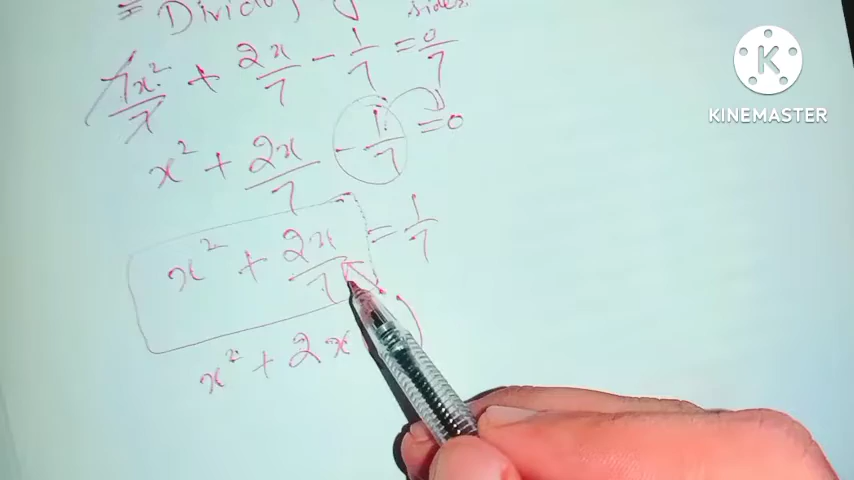 = Dividing sides
7x²/7 + 2x/7 - 1/7 = 0/7
x² + 2x/7 - 1/7 = 0
x² + 2x/7 = 1/7
x² + 2x
K
KINEMASTER